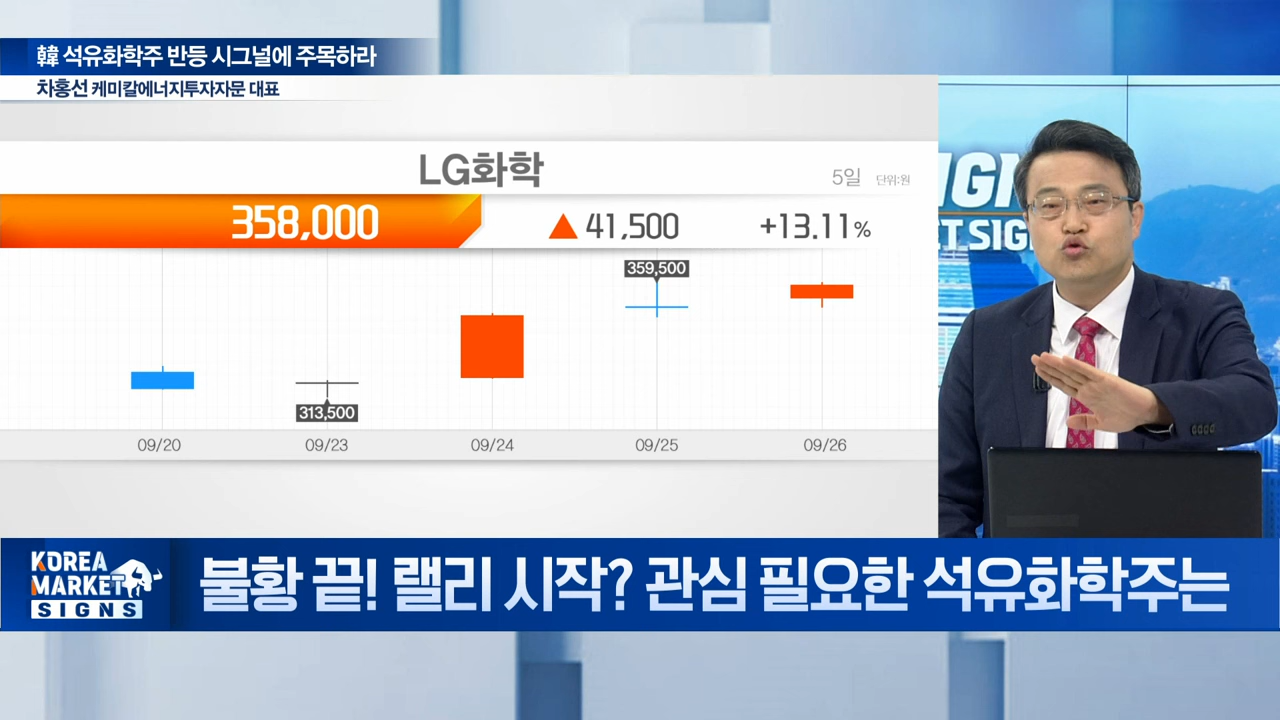 韓 석유화학주 반등 시그널에 주목하라
차홍선 케미칼에너지투자자문 대표
LG화학
5일 단위:원
358,000 ▲ 41,500 +13.11%
359,500
313,500
09/20 09/23 09/24 09/25 09/26
IGN
ET SIG
KOREA
MARKET
SIGNS
불황 끝! 랠리 시작? 관심 필요한 석유화학주는